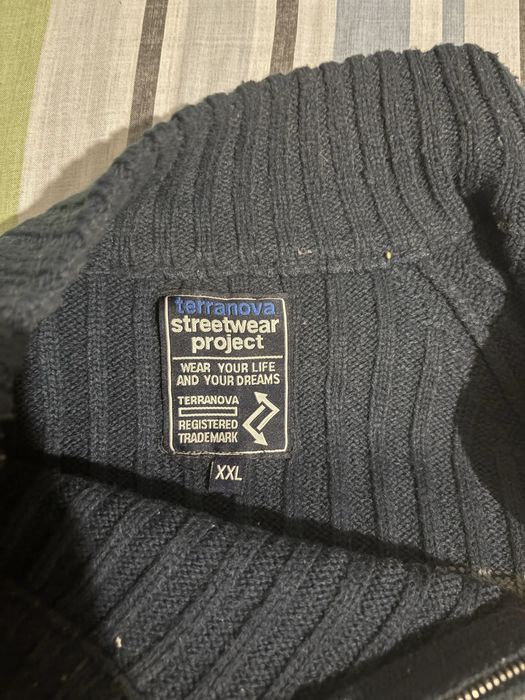 terranova
streetwear
project
WEAR YOUR LIFE
AND YOUR DREAMS
TERRANOVA
REGISTERED
TRADEMARK
XXL